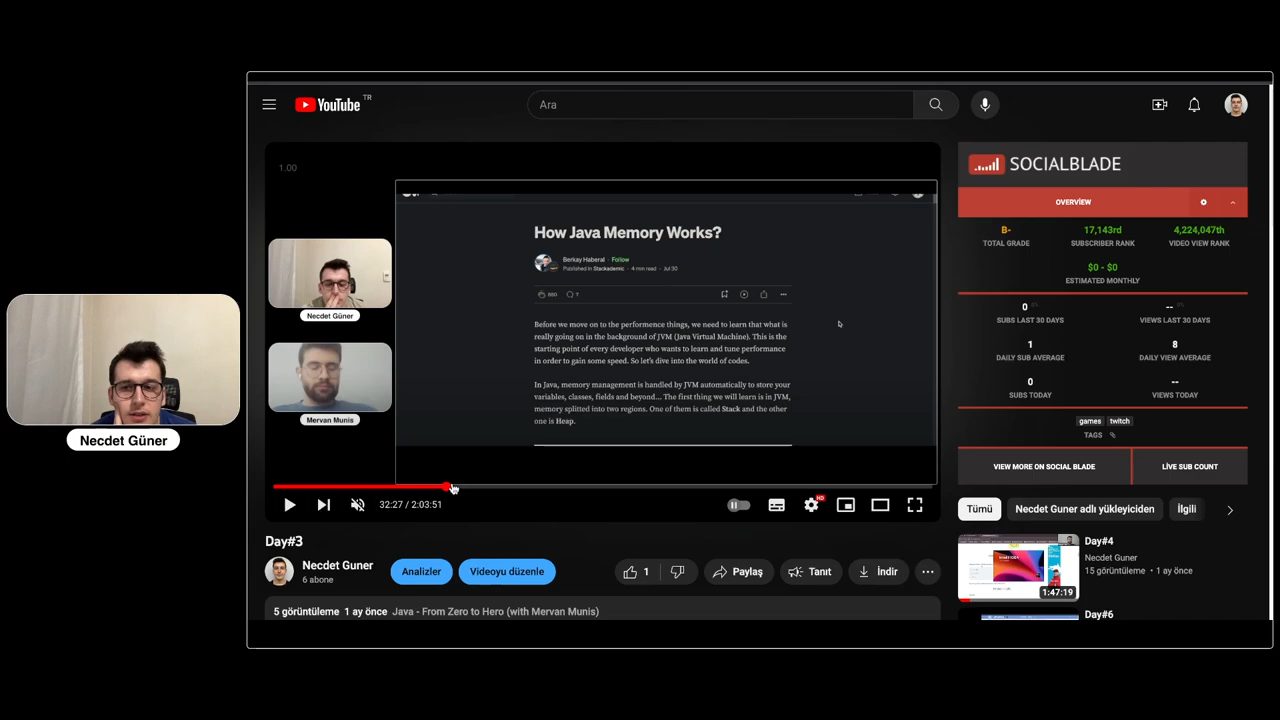 Necdet Güner
YouTube TR
Ara
1.00
Necdet Güner
Mervan Munis
How Java Memory Works?
Berkay Haberal · Follow
Published in Stackademic · 4 min read · Jul 30
Before we move on to the performence things, we need to learn that what is
really going on in the background of JVM (Java Virtual Machine). This is the
starting point of every developer who wants to learn and tune performance
in order to gain some speed. So let's dive into the world of codes.
In Java, memory management is handled by JVM automatically to store your
variables, classes, fields and beyond... The first thing we will learn is in JVM,
memory splitted into two regions. One of them is called Stack and the other
one is Heap.
32:27 / 2:03:51
HD
Day#3
Necdet Guner
6 abone
Analizler
Videoyu düzenle
1
Paylaş
Tanıt
İndir
5 görüntüleme 1 ay önce Java - From Zero to Hero (with Mervan Munis)
SOCIALBLADE
OVERVİEW
B-
TOTAL GRADE
17,143rd
SUBSCRIBER RANK
4,224,047th
VIDEO VIEW RANK
$0 - $0
ESTIMATED MONTHLY
0
SUBS LAST 30 DAYS
--
VIEWS LAST 30 DAYS
1
DAILY SUB AVERAGE
8
DAILY VIEW AVERAGE
0
SUBS TODAY
--
VIEWS TODAY
games twitch
TAGS
VIEW MORE ON SOCIAL BLADE
LİVE SUB COUNT
Tümü
Necdet Guner adlı yükleyiciden
İlgili
Day#4
Necdet Guner
15 görüntüleme • 1 ay önce
1:47:19
Day#6